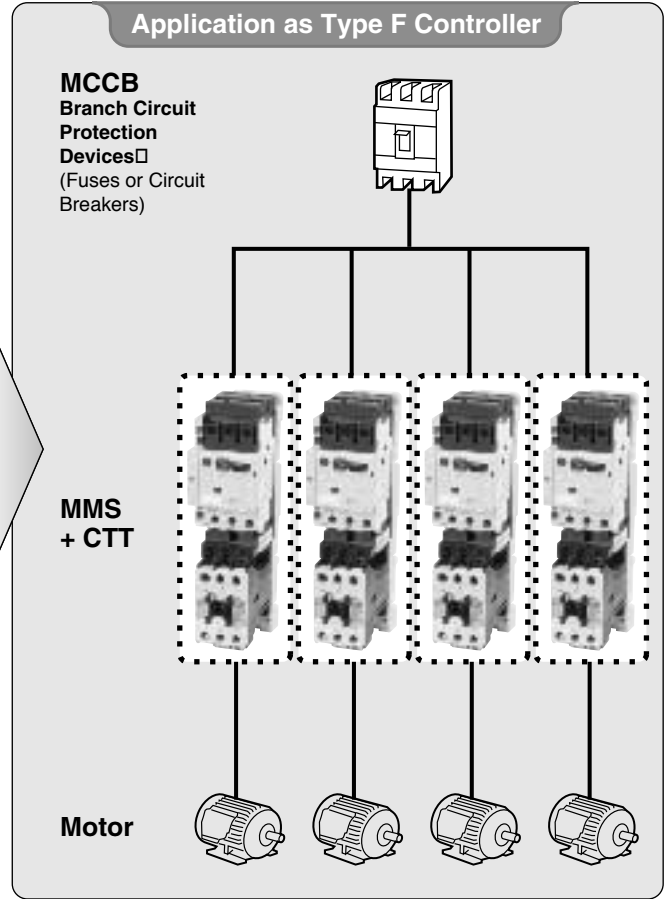 Application as Type F Controller
MCCB
Branch Circuit
Protection
Devices□
(Fuses or Circuit
Breakers)
MMS
+ CTT
Motor